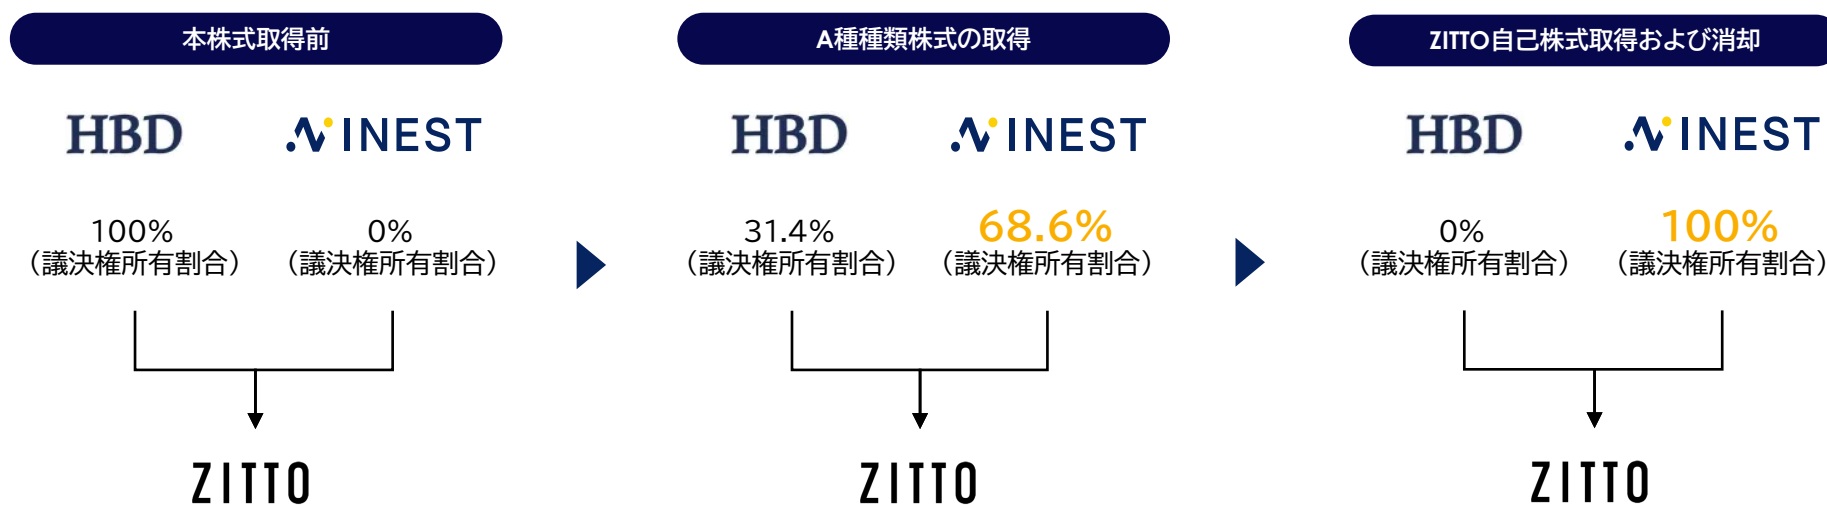 本株式取得前
HBD
INEST
100%
（議決権所有割合）
0%
（議決権所有割合）
ZITTO
A種種類株式の取得
HBD
INEST
31.4%
（議決権所有割合）
68.6%
（議決権所有割合）
ZITTO
ZITTO自己株式取得および消却
HBD
INEST
0%
（議決権所有割合）
100%
（議決権所有割合）
ZITTO